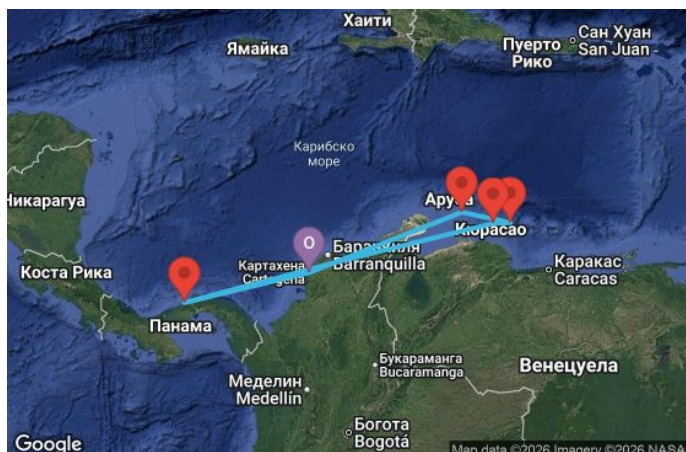 Хаити
Сан Хуан
San Juan
Ямайка
Пуерто
Рико
Карибско
море
Никарагуа
Аруба
Кюрасао
Баранкиля
Barranquilla
Каракас
Caracas
Коста Рика
Картахена
Cartagena
O
Панама
Букараманга
Bucaramanga
Венецуела
Меделин
Medellín
Богота
Bogotá
Google
Map data ©2026 Imagery ©2026 NASA